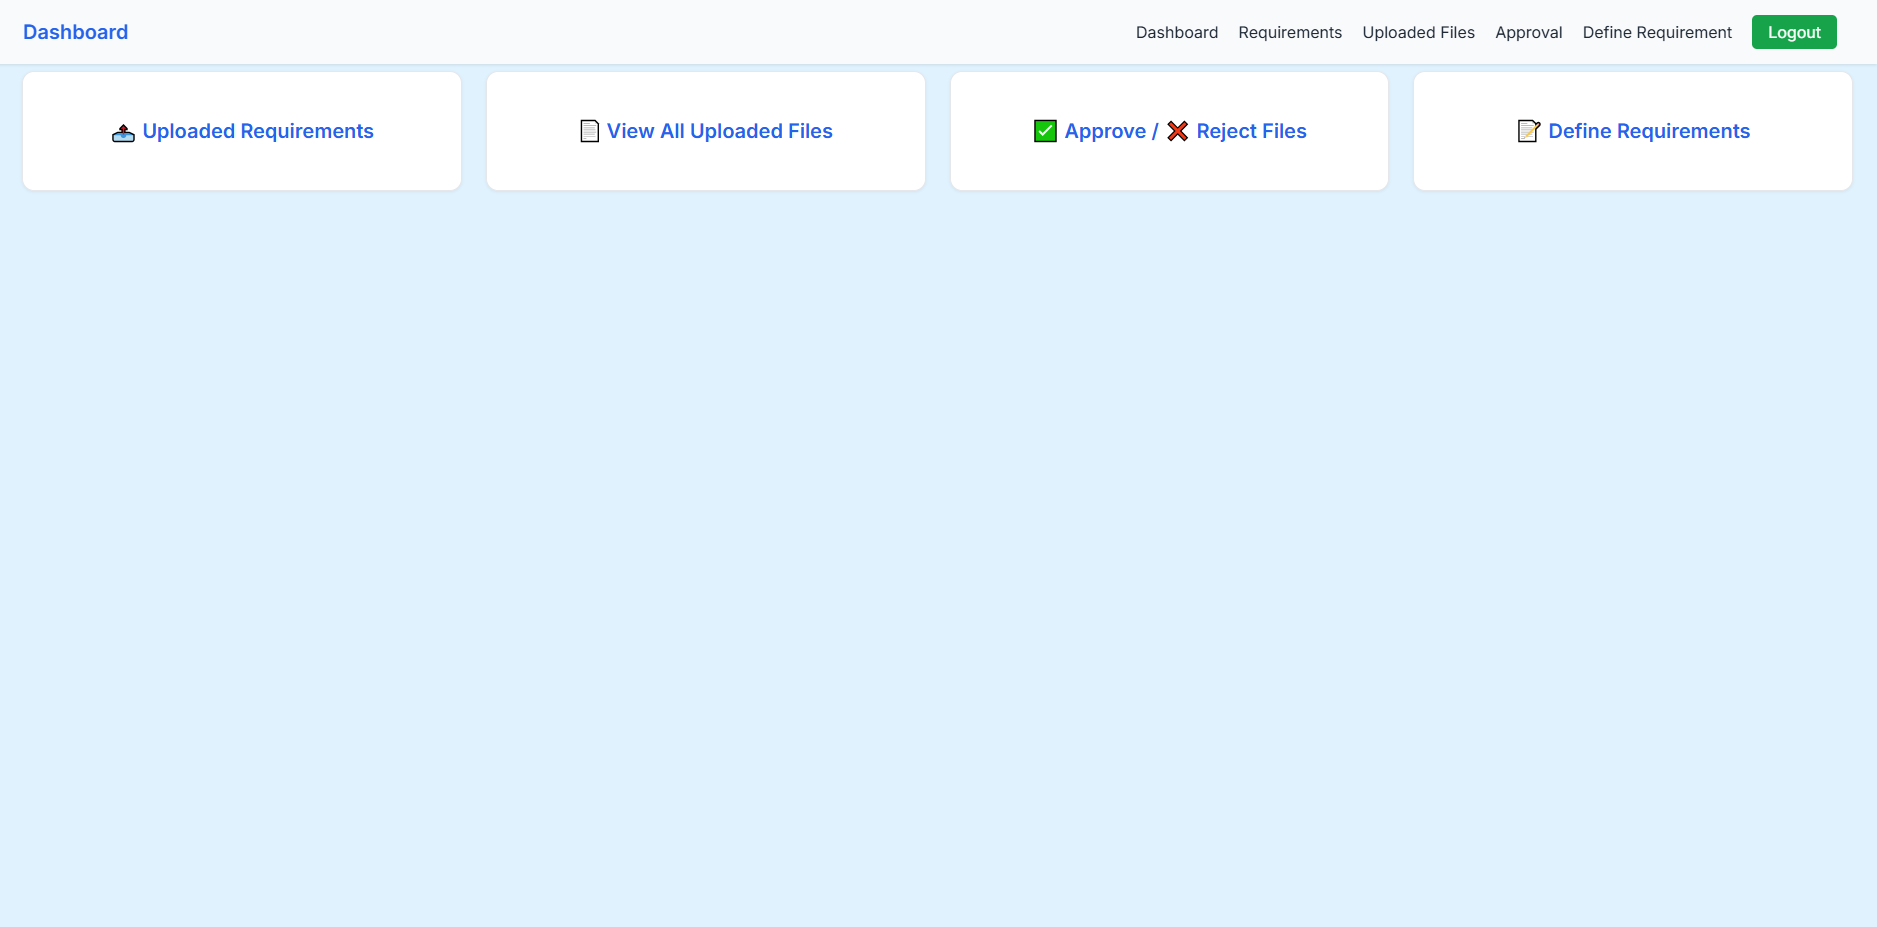 Dashboard
Dashboard Requirements Uploaded Files Approval Define Requirement Logout
📤 Uploaded Requirements
📄 View All Uploaded Files
✅ Approve / ❌ Reject Files
📝 Define Requirements